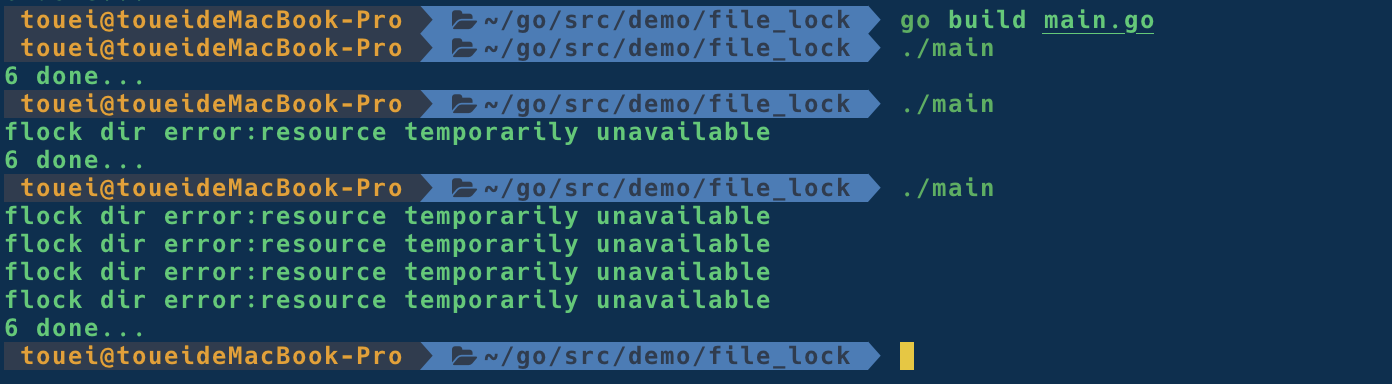 touei@toueideMacBook-Pro ~/go/src/demo/file_lock go build main.go
touei@toueideMacBook-Pro ~/go/src/demo/file_lock ./main
6 done...
touei@toueideMacBook-Pro ~/go/src/demo/file_lock ./main
flock dir error:resource temporarily unavailable
6 done...
touei@toueideMacBook-Pro ~/go/src/demo/file_lock ./main
flock dir error:resource temporarily unavailable
flock dir error:resource temporarily unavailable
flock dir error:resource temporarily unavailable
flock dir error:resource temporarily unavailable
6 done...
touei@toueideMacBook-Pro ~/go/src/demo/file_lock